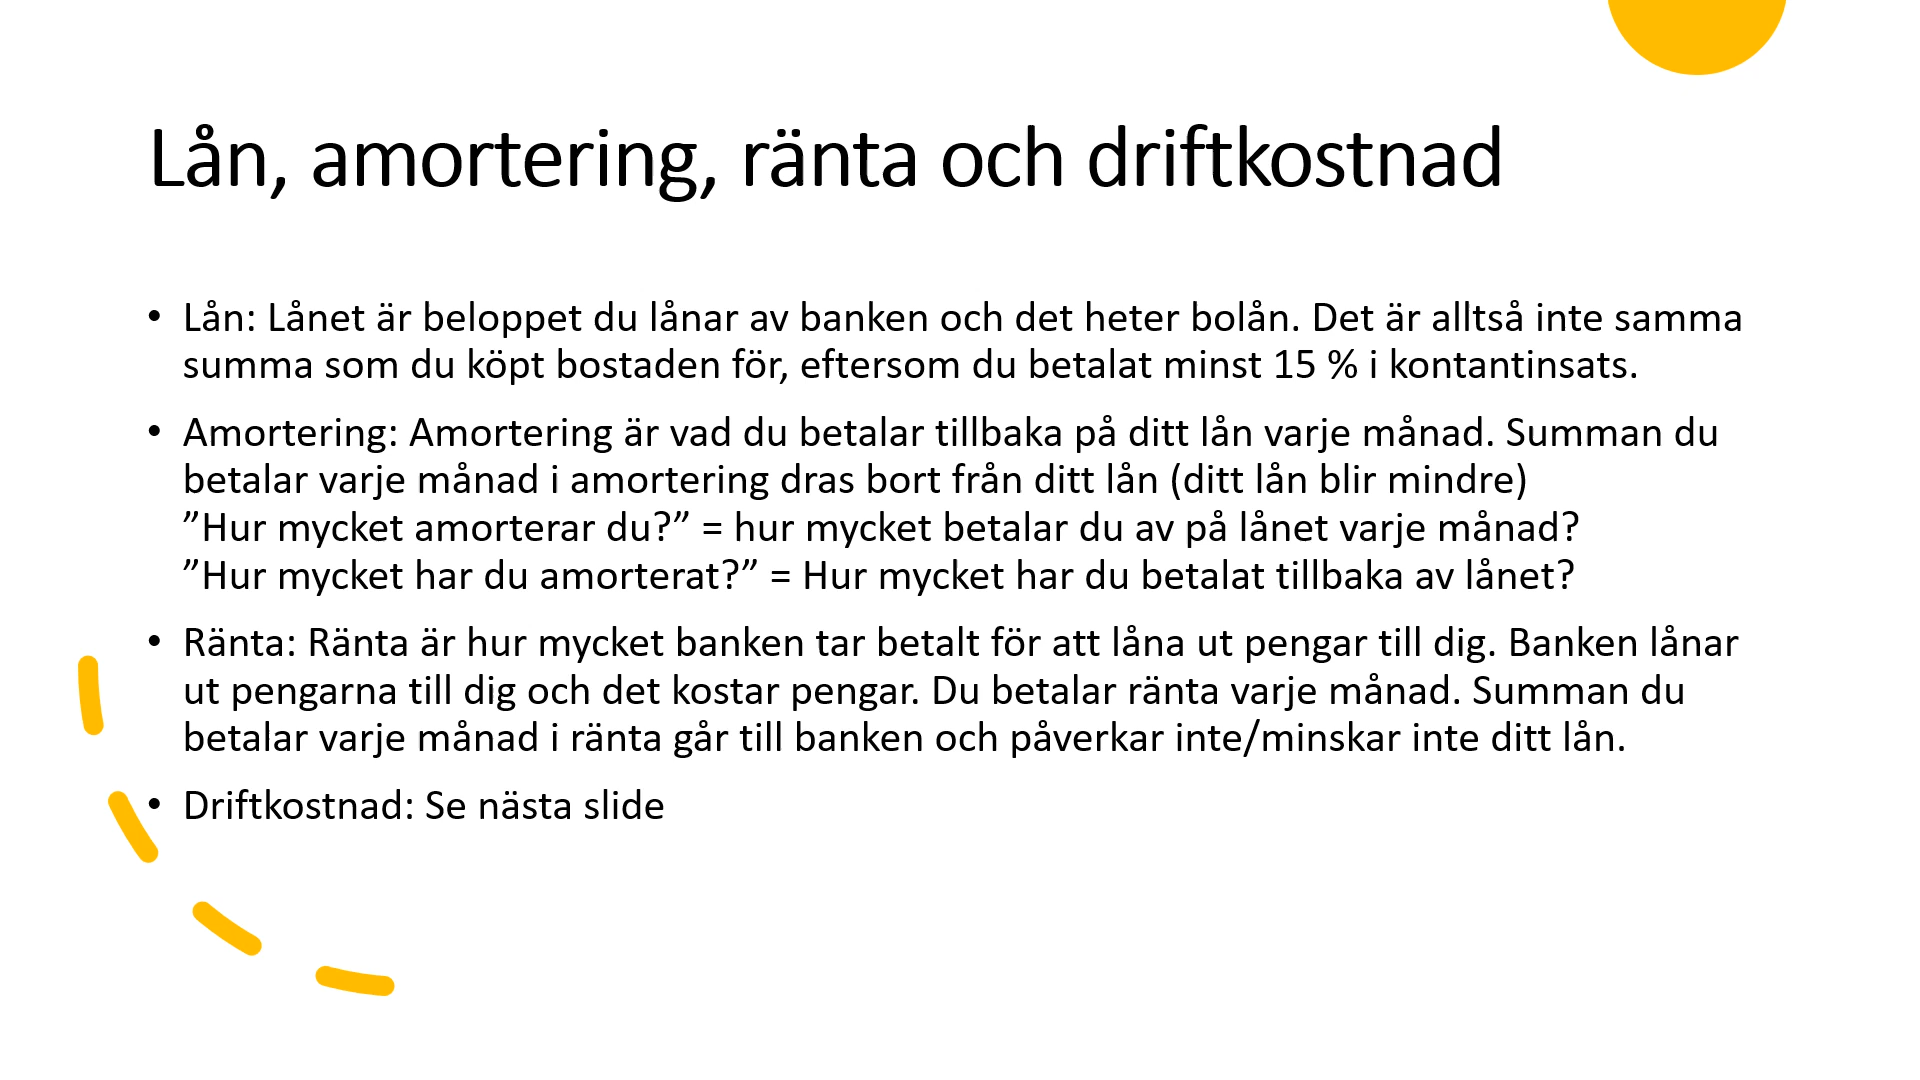 Lån, amortering, ränta och driftkostnad
• Lån: Lånet är beloppet du lånar av banken och det heter bolån. Det är alltså inte samma
summa som du köpt bostaden för, eftersom du betalat minst 15 % i kontantinsats.
• Amortering: Amortering är vad du betalar tillbaka på ditt lån varje månad. Summan du
betalar varje månad i amortering dras bort från ditt lån (ditt lån blir mindre)
”Hur mycket amorterar du?” = hur mycket betalar du av på lånet varje månad?
”Hur mycket har du amorterat?” = Hur mycket har du betalat tillbaka av lånet?
• Ränta: Ränta är hur mycket banken tar betalt för att låna ut pengar till dig. Banken lånar
ut pengarna till dig och det kostar pengar. Du betalar ränta varje månad. Summan du
betalar varje månad i ränta går till banken och påverkar inte/minskar inte ditt lån.
• Driftkostnad: Se nästa slide